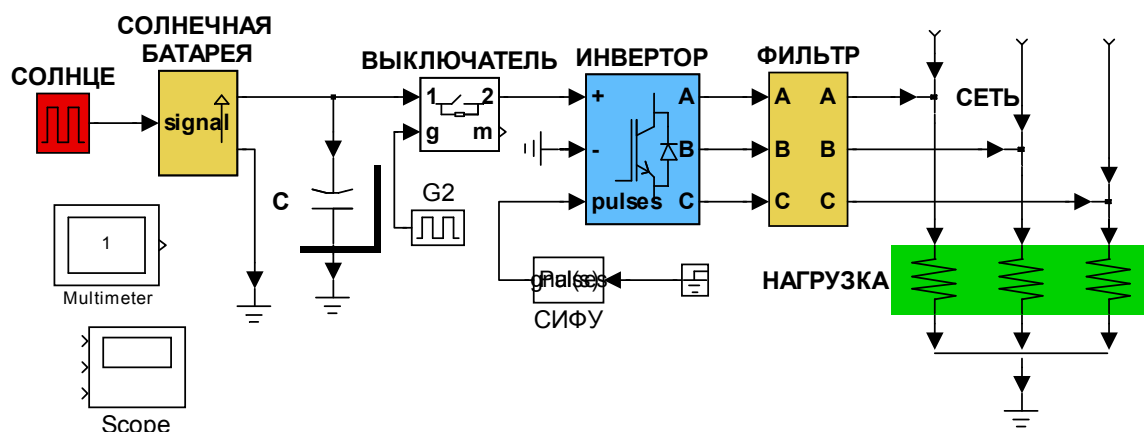 СОЛНЕЧНАЯ
БАТАРЕЯ
СОЛНЦЕ
signal
ВЫКЛЮЧАТЕЛЬ
1 2
g m
G2
C
ИНВЕРТОР
+ A
- B
pulses C
ФИЛЬТР
A A
B B
C C
СЕТЬ
НАГРУЗКА
СИФУ
1
Multimeter
Scope